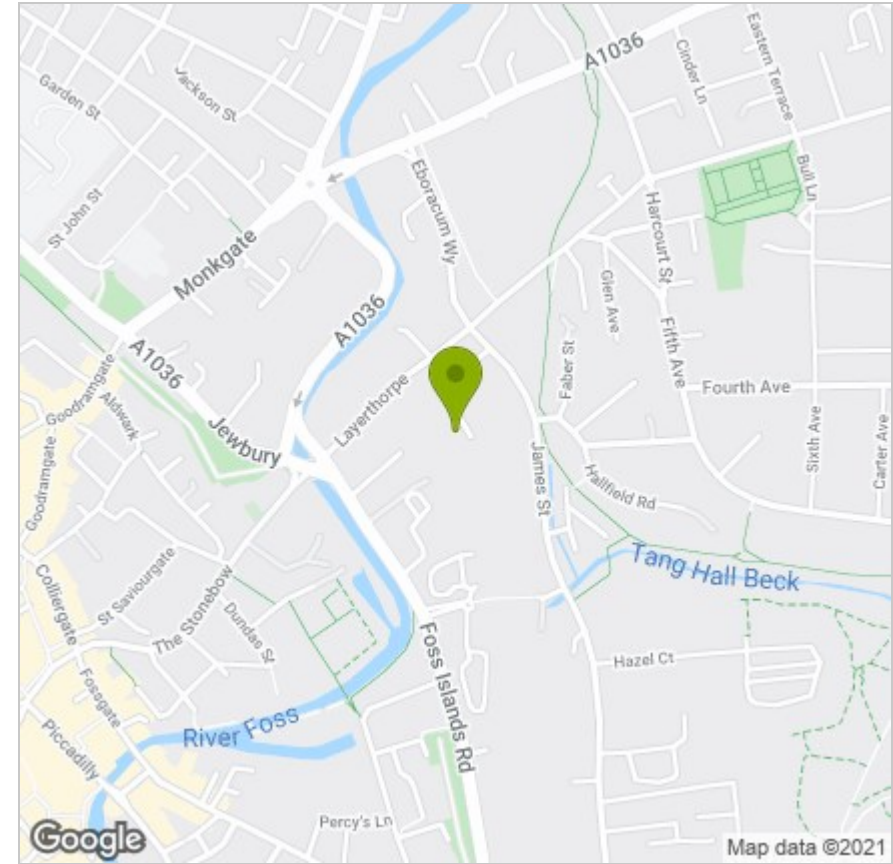 A1036
Cinder Ln
Eastern Terrace
Jackson St
Garden St
Bull Ln
Eboracum Wy
Harcourt St
St John St
Monkgate
Glen Ave
A1036
Fifth Ave
A1036
Faber St
Fourth Ave
Goodramgate
Aldwark
Layerthorpe
Jewbury
Sixth Ave
Carter Ave
Goodramgate
James St
Hallfield Rd
Tang Hall Beck
Colliergate
St Saviourgate
The Stonebow
Dundas St
Foss Islands Rd
Hazel Ct
Fossgate
River Foss
Piccadilly
Percy's Ln
Google
Map data ©2021